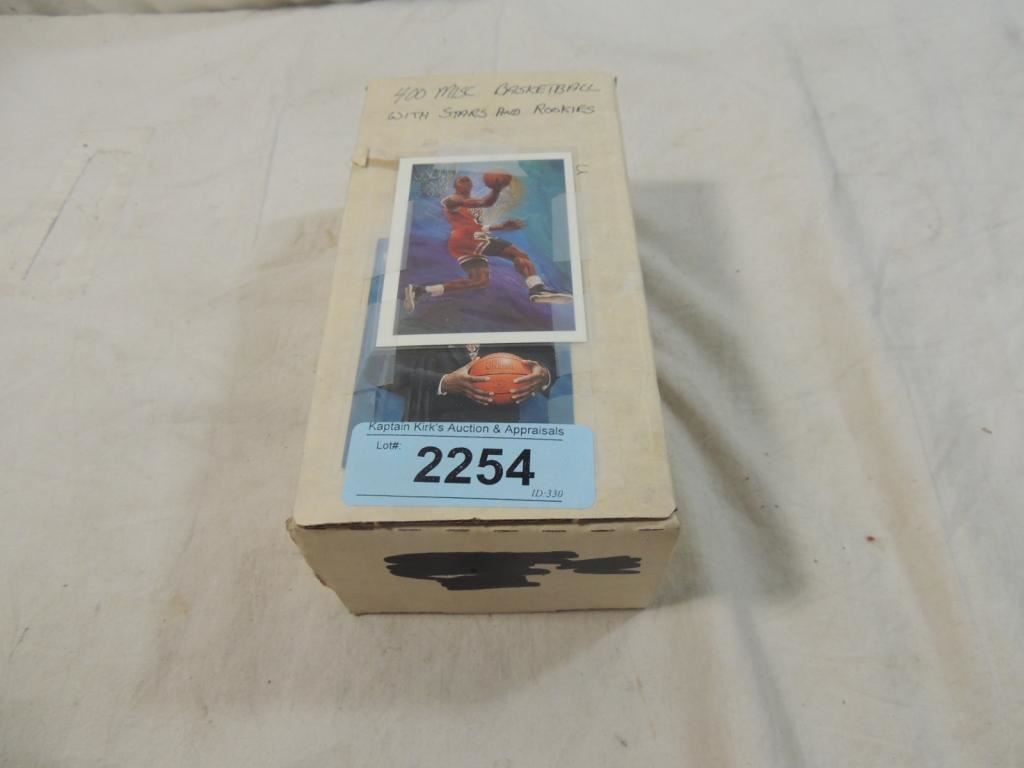 400 MISC BASKETBALL
WITH STARS AND ROOKIES
Kaptain Kirk's Auction & Appraisals
Lot#:
2254
ID:330